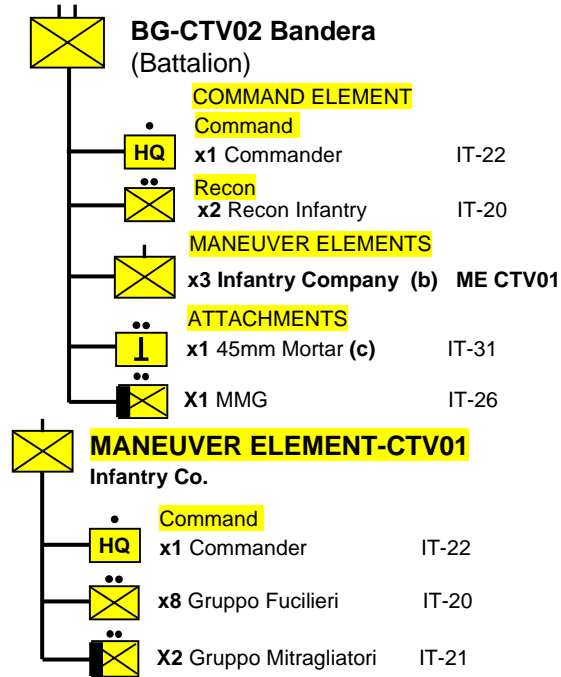 BG-CTV02 Bandera
(Battalion)
COMMAND ELEMENT
Command
HQ x1 Commander IT-22
Recon
x2 Recon Infantry IT-20
MANEUVER ELEMENTS
x3 Infantry Company (b) ME CTV01
ATTACHMENTS
x1 45mm Mortar (c) IT-31
X1 MMG IT-26
MANEUVER ELEMENT-CTV01
Infantry Co.
Command
HQ x1 Commander IT-22
x8 Gruppo Fucilieri IT-20
X2 Gruppo Mitragliatori IT-21